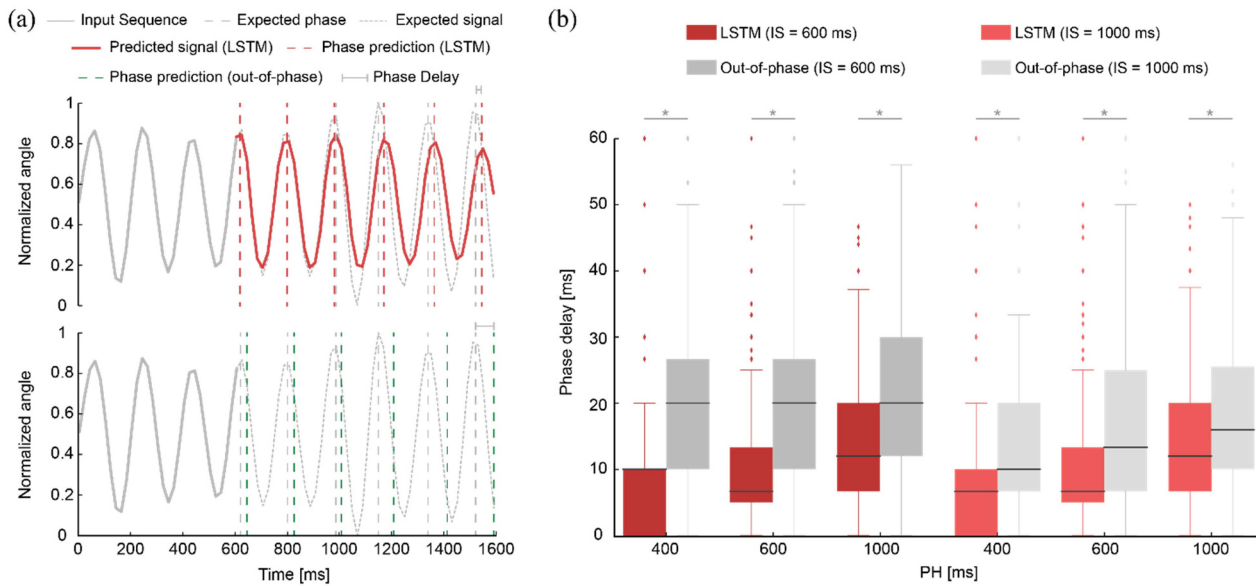 (a)
Input Sequence Expected phase Expected signal
Predicted signal (LSTM) Phase prediction (LSTM)
Phase prediction (out-of-phase) Phase Delay
Normalized angle
1
0.8
0.6
0.4
0.2
0
Normalized angle
1
0.8
0.6
0.4
0.2
0
0 200 400 600 800 1000 1200 1400 1600
Time [ms]
(b)
LSTM (IS = 600 ms) LSTM (IS = 1000 ms)
Out-of-phase (IS = 600 ms) Out-of-phase (IS = 1000 ms)
* * * * * *
Phase delay [ms]
60
50
40
30
20
10
0
400 600 1000 400 600 1000
PH [ms]